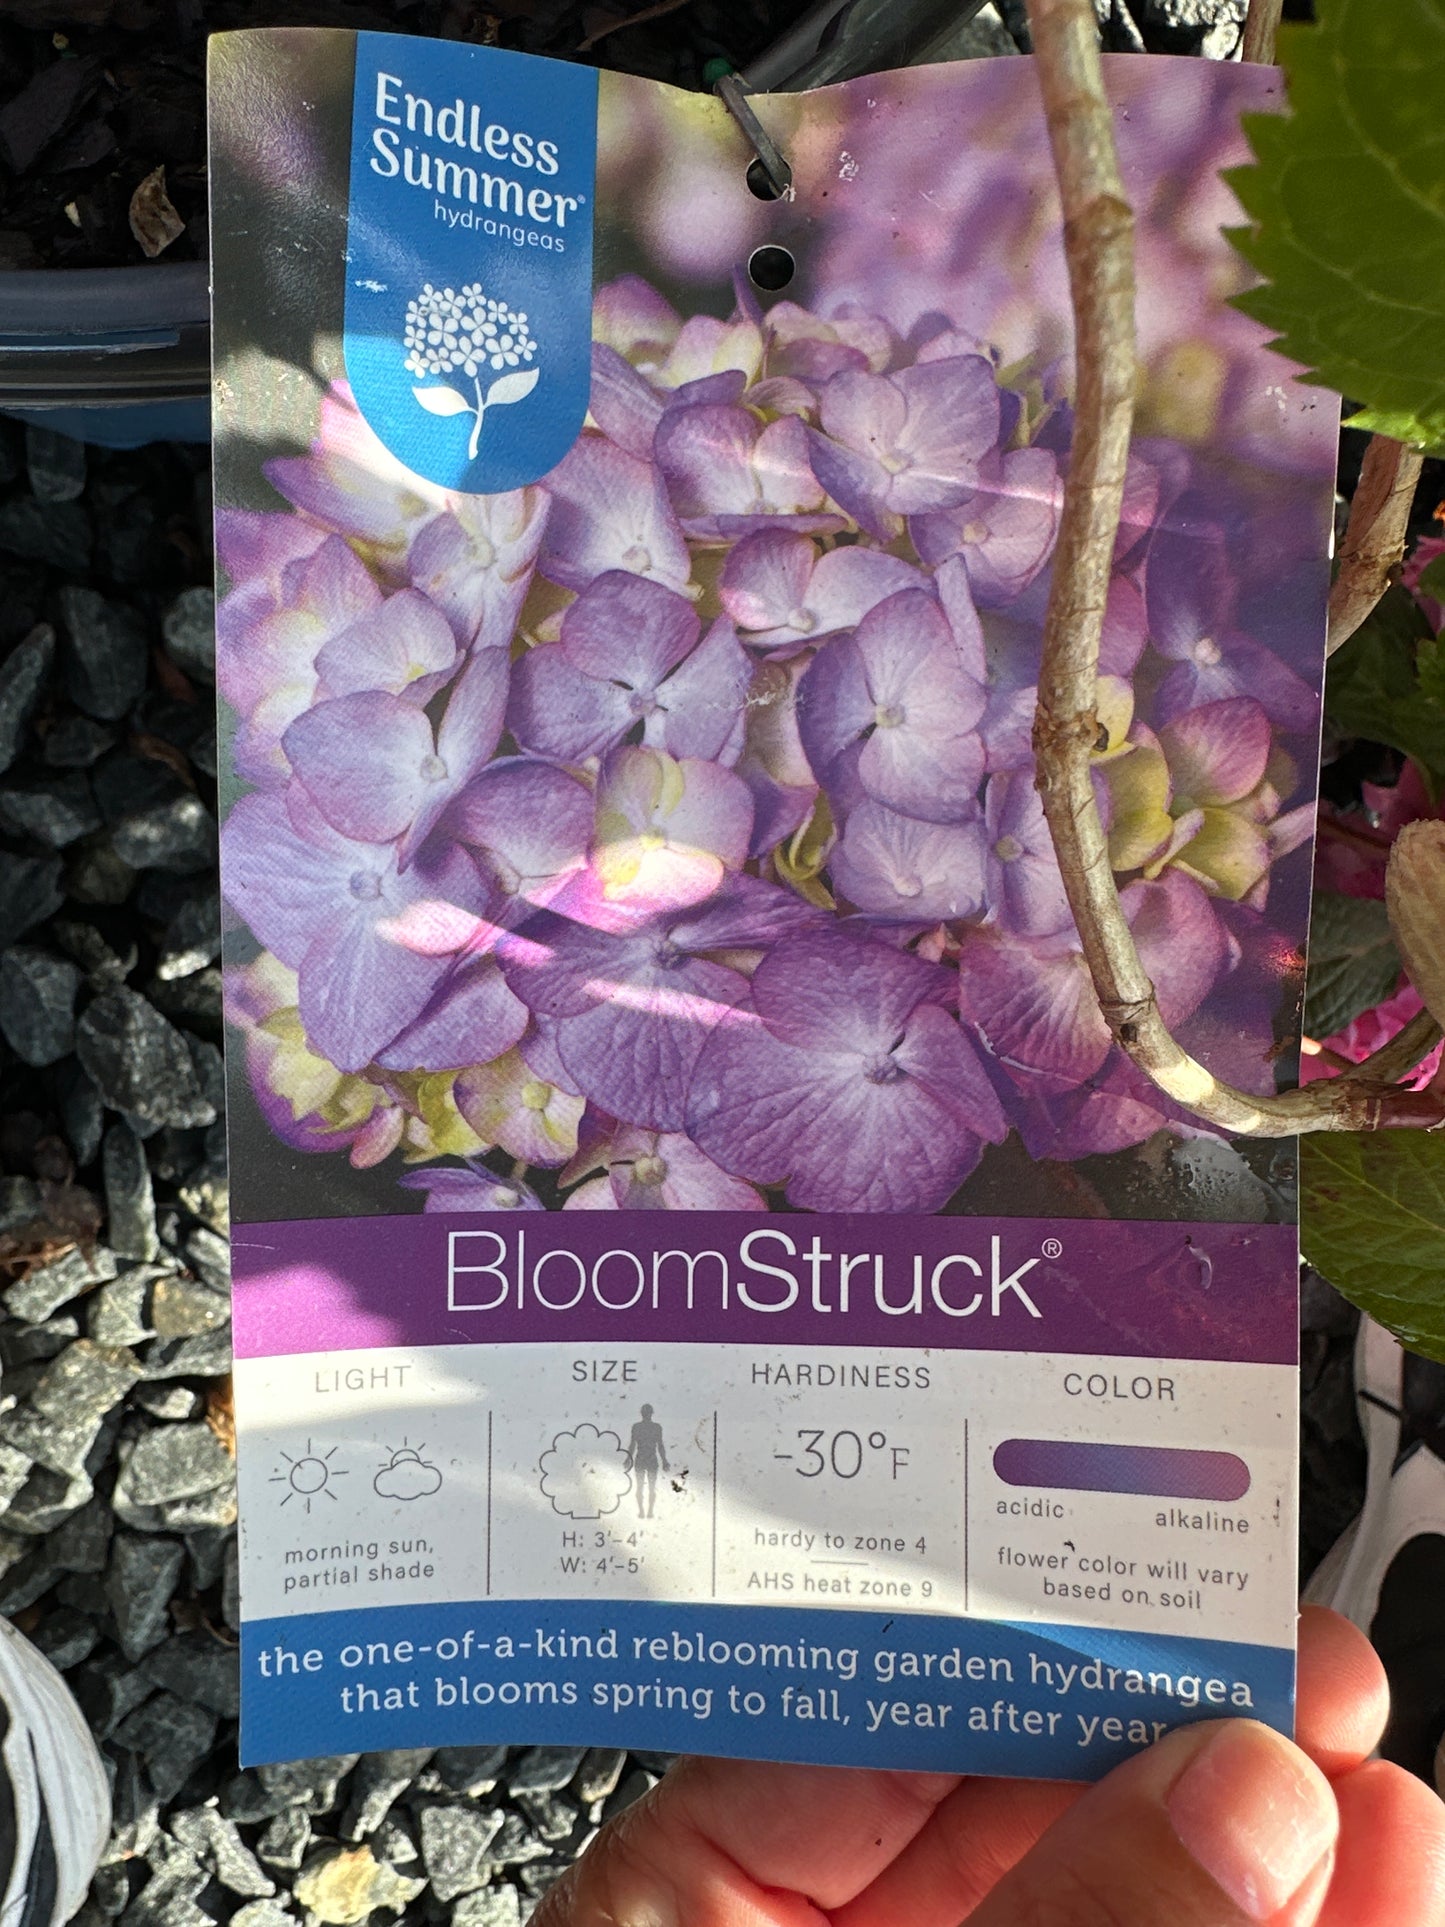 Endless
Summer®
hydrangeas
BloomStruck®
LIGHT
morning sun,
partial shade
SIZE
H: 3'-4'
W: 4'-5'
HARDINESS
-30°F
hardy to zone 4
AHS heat zone 9
COLOR
acidic
alkaline
flower color will vary
based on soil
the one-of-a-kind reblooming garden hydrangea
that blooms spring to fall, year after year